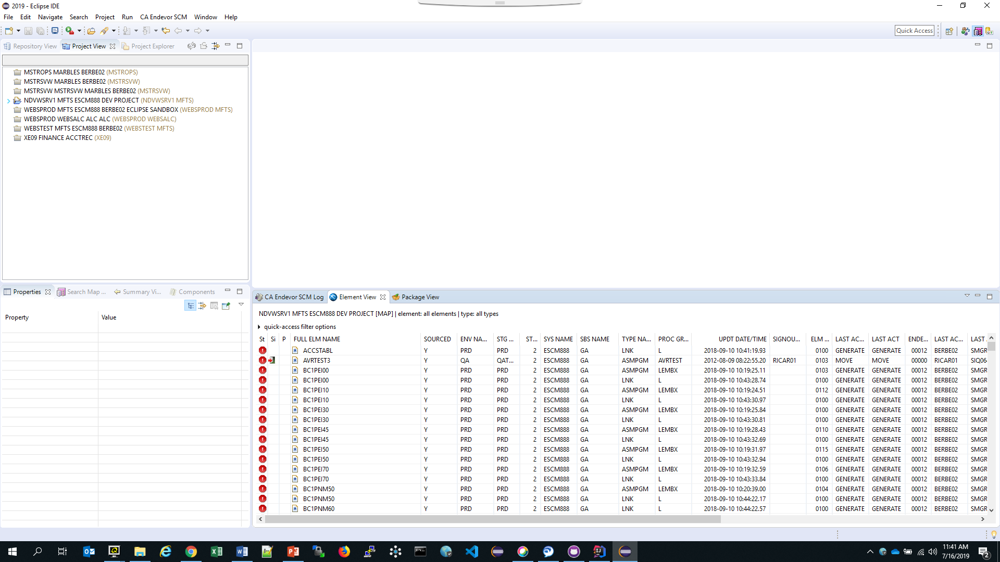 2019 - Eclipse IDE
File Edit Navigate Search Project Run CA Endevor SCM Window Help
Quick Access
Repository View Project View Project Explorer
MSTROPS MARBLES BERBE02 (MSTROPS)
MSTRSVW MARBLES BERBE02 (MSTRSVW)
MSTRSVW MSTRSVW MARBLES BERBE02 (MSTRSVW)
NDVWSRV1 MFTS ESCM888 DEV PROJECT (NDVWSRV1 MFTS)
WEBSPROD MFTS ESCM888 BERBE02 ECLIPSE SANDBOX (WEBSPROD MFTS)
WEBSPROD WEBSALC ALC ALC (WEBSPROD WEBSALC)
WEBSTEST MFTS ESCM888 BERBE02 (WEBSTEST MFTS)
XE09 FINANCE ACCTREC (XE09)
Properties Search Map ... Summary Vi... Components
Property Value
CA Endevor SCM Log Element View Package View
NDVWSRV1 MFTS ESCM888 DEV PROJECT [MAP] | element: all elements | type: all types
quick-access filter options
St Si P FULL ELM NAME SOURCED ENV NA... STG ... ST... SYS NAME SBS NAME TYPE NA... PROC GR... UPDT DATE/TIME SIGNOU... ELM ... LAST AC... LAST ACT ENDE... LAST AC... LAST
ACCSTABL Y PRD PRD 2 ESCM888 GA LNK L 2018-09-10 10:41:19.93 0100 GENERATE GENERATE 00012 BERBE02 SMGR
AVRTEST3 Y QA QAT... 2 ESCM888 GA ASMPGM AVRTEST 2012-08-09 08:22:55.20 RICAR01 0103 MOVE MOVE 00000 RICAR01 SIQ06
BC1PEI00 Y PRD PRD 2 ESCM888 GA ASMPGM LEMBX 2018-09-10 10:19:25.11 0103 GENERATE GENERATE 00012 BERBE02 SMGR
BC1PEI00 Y PRD PRD 2 ESCM888 GA LNK L 2018-09-10 10:43:28.74 0100 GENERATE GENERATE 00012 BERBE02 SMGR
BC1PEI10 Y PRD PRD 2 ESCM888 GA ASMPGM LEMBX 2018-09-10 10:19:24.51 0112 GENERATE GENERATE 00012 BERBE02 SMGR
BC1PEI10 Y PRD PRD 2 ESCM888 GA LNK L 2018-09-10 10:43:30.97 0100 GENERATE GENERATE 00012 BERBE02 SMGR
BC1PEI30 Y PRD PRD 2 ESCM888 GA ASMPGM LEMBX 2018-09-10 10:19:25.84 0100 GENERATE GENERATE 00012 BERBE02 SMGR
BC1PEI30 Y PRD PRD 2 ESCM888 GA LNK L 2018-09-10 10:43:30.81 0100 GENERATE GENERATE 00012 BERBE02 SMGR
BC1PEI45 Y PRD PRD 2 ESCM888 GA ASMPGM LEMBX 2018-09-10 10:19:28.43 0110 GENERATE GENERATE 00012 BERBE02 SMGR
BC1PEI45 Y PRD PRD 2 ESCM888 GA LNK L 2018-09-10 10:43:32.69 0100 GENERATE GENERATE 00012 BERBE02 SMGR
BC1PEI50 Y PRD PRD 2 ESCM888 GA ASMPGM LEMBX 2018-09-10 10:19:31.97 0115 GENERATE GENERATE 00012 BERBE02 SMGR
BC1PEI50 Y PRD PRD 2 ESCM888 GA LNK L 2018-09-10 10:43:32.94 0100 GENERATE GENERATE 00012 BERBE02 SMGR
BC1PEI70 Y PRD PRD 2 ESCM888 GA ASMPGM LEMBX 2018-09-10 10:19:32.59 0106 GENERATE GENERATE 00012 BERBE02 SMGR
BC1PEI70 Y PRD PRD 2 ESCM888 GA LNK L 2018-09-10 10:43:33.84 0100 GENERATE GENERATE 00012 BERBE02 SMGR
BC1PNM50 Y PRD PRD 2 ESCM888 GA ASMPGM LEMBX 2018-09-10 10:20:39.00 0104 GENERATE GENERATE 00012 BERBE02 SMGR
BC1PNM50 Y PRD PRD 2 ESCM888 GA LNK L 2018-09-10 10:44:22.17 0100 GENERATE GENERATE 00012 BERBE02 SMGR
BC1PNM60 Y PRD PRD 2 ESCM888 GA LNK L 2018-09-10 10:44:22.57 0100 GENERATE GENERATE 00012 BERBE02 SMGR
11:41 AM
7/16/2019
2